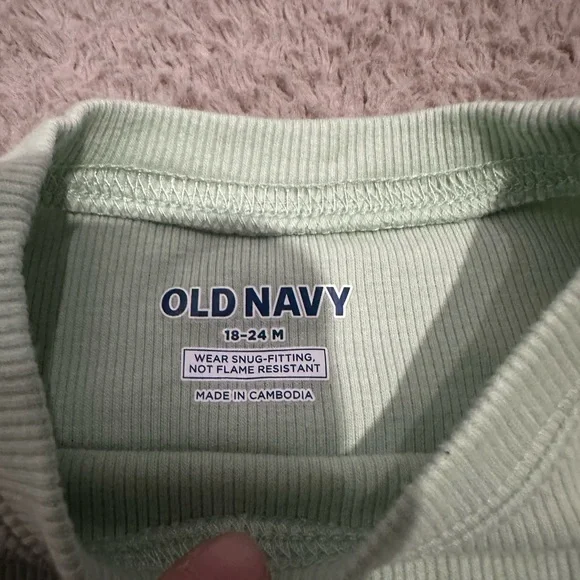 OLD NAVY
18-24 M
WEAR SNUG-FITTING,
NOT FLAME RESISTANT
MADE IN CAMBODIA